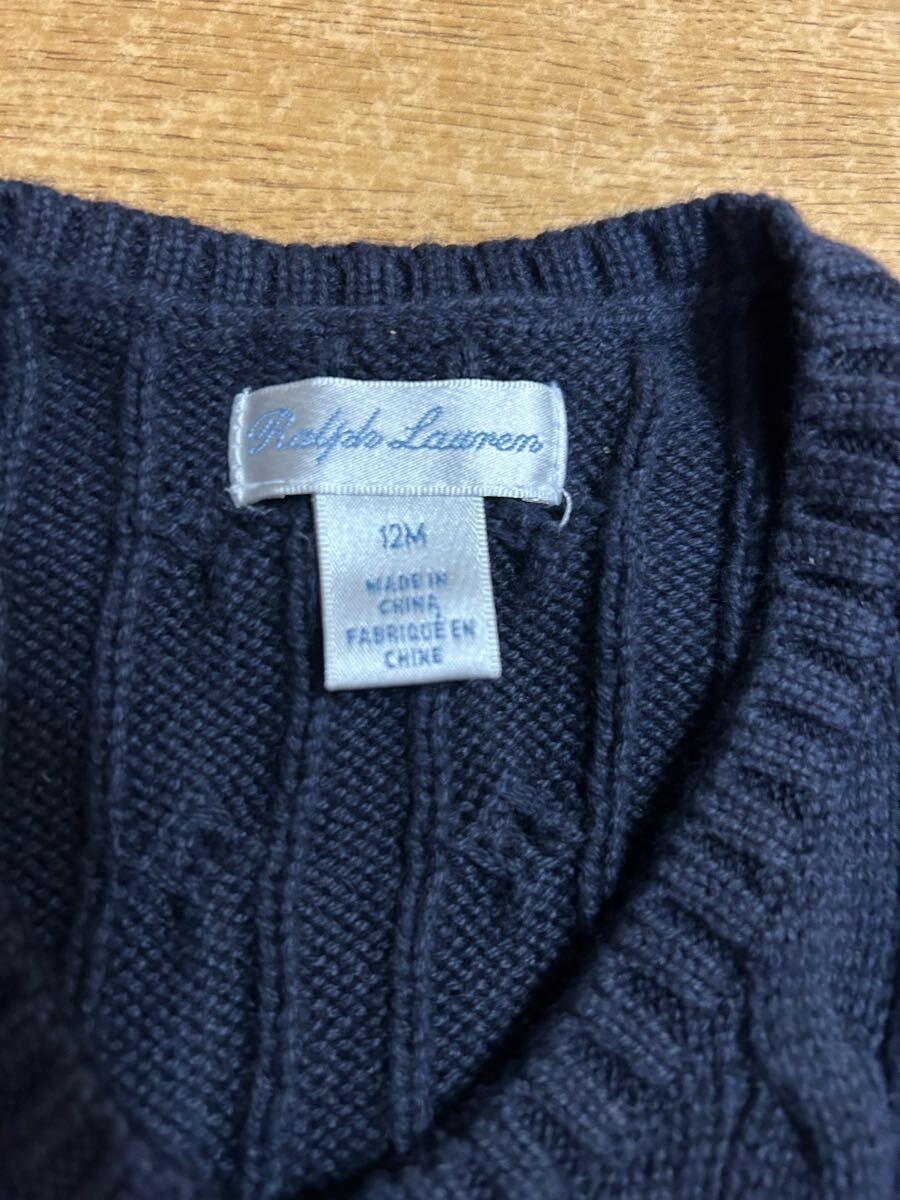 Ralph Lauren
12M
MADE IN
CHINA
FABRIQUÉ EN
CHINE